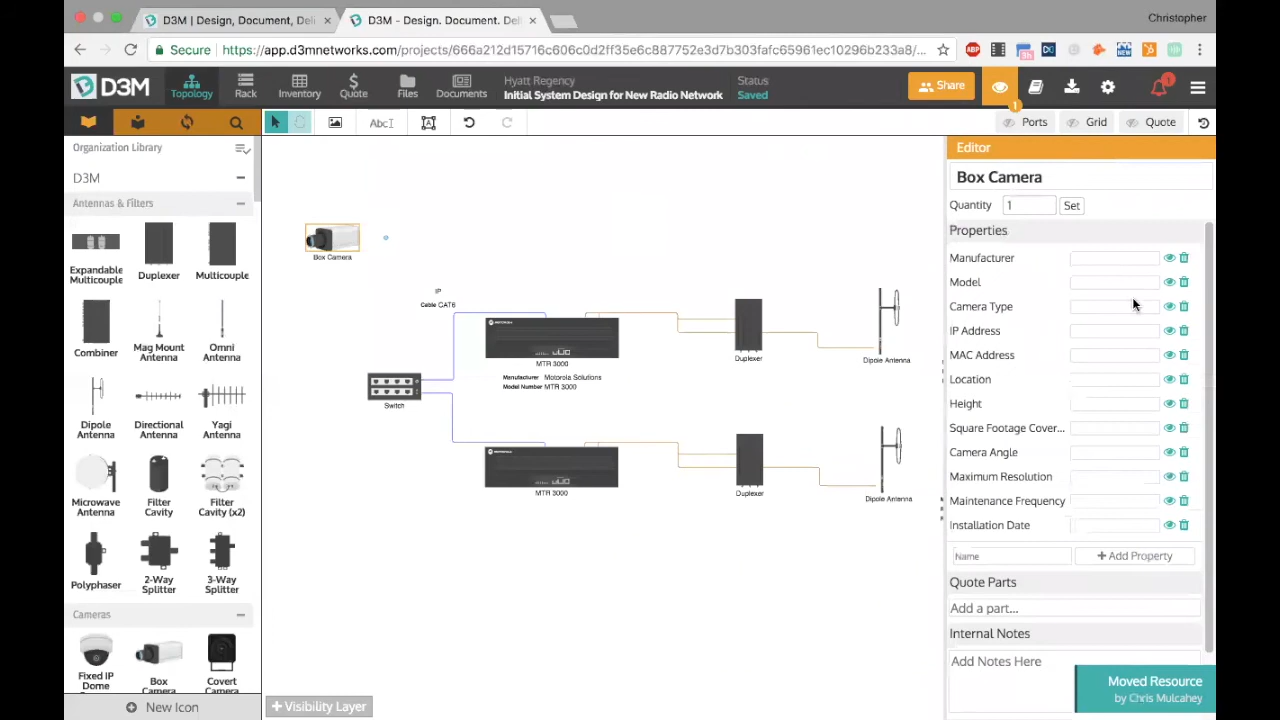 D3M | Design, Document, Deli
D3M - Design. Document. Deli
Christopher
Secure
https://app.d3mnetworks.com/projects/666a212d15716c606c0d2ff35e6c887752e3d7b303fafc65961ec10296b233a8/...
ABP
NEW
D3M
Topology
Rack
Inventory
Quote
Files
Documents
Hyatt Regency
Initial System Design for New Radio Network
Status
Saved
Share
1
1
Abc
A
Ports
Grid
Quote
Organization Library
D3M
Antennas & Filters
Expandable Multicouple
Duplexer
Multicouple
Combiner
Mag Mount Antenna
Omni Antenna
Dipole Antenna
Directional Antenna
Yagi Antenna
Microwave Antenna
Filter Cavity
Filter Cavity (x2)
Polyphaser
2-Way Splitter
3-Way Splitter
Cameras
Fixed IP Dome
Box Camera
Covert Camera
New Icon
Box Camera
IP
Cable CAT6
Switch
MTR 3000
Manufacturer Motorola Solutions
Model Number MTR 3000
Duplexer
Dipole Antenna
MTR 3000
Duplexer
Dipole Antenna
+ Visibility Layer
Editor
Box Camera
Quantity 1 Set
Properties
Manufacturer
Model
Camera Type
IP Address
MAC Address
Location
Height
Square Footage Cover...
Camera Angle
Maximum Resolution
Maintenance Frequency
Installation Date
Name
+ Add Property
Quote Parts
Add a part...
Internal Notes
Add Notes Here
Moved Resource
by Chris Mulcahey